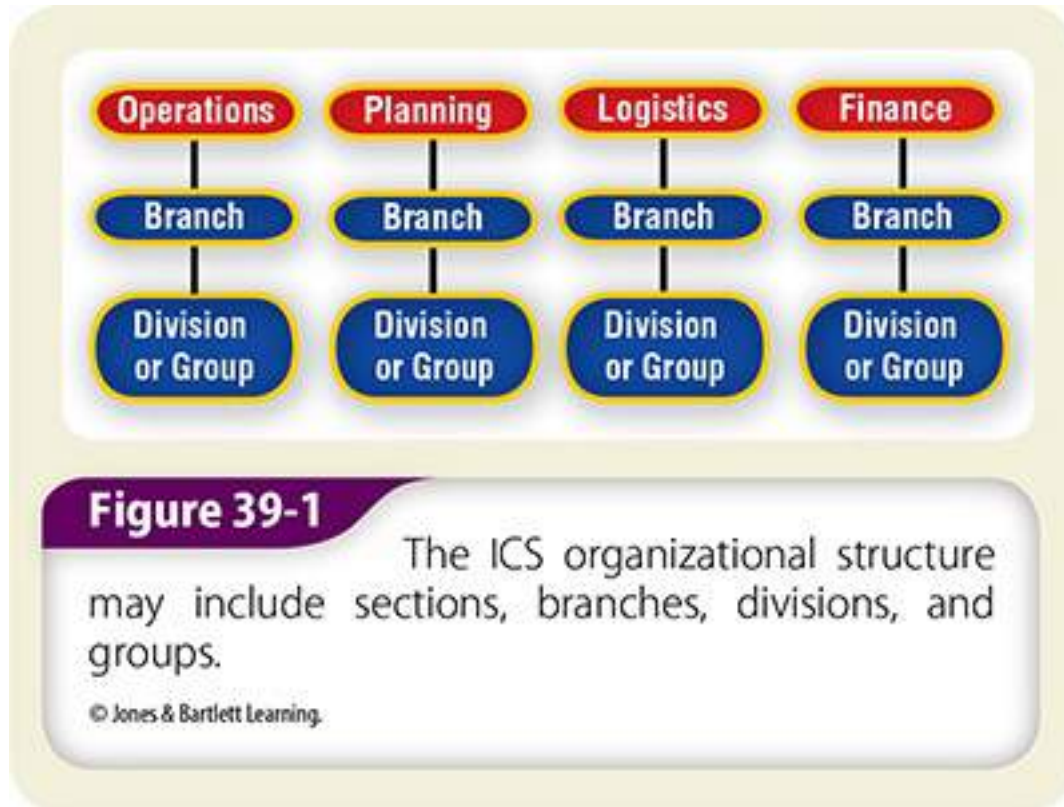 Operations Planning Logistics Finance
Branch Branch Branch Branch
Division Division Division Division
or Group or Group or Group or Group
Figure 39-1
The ICS organizational structure
may include sections, branches, divisions, and
groups.
© Jones & Bartlett Learning.